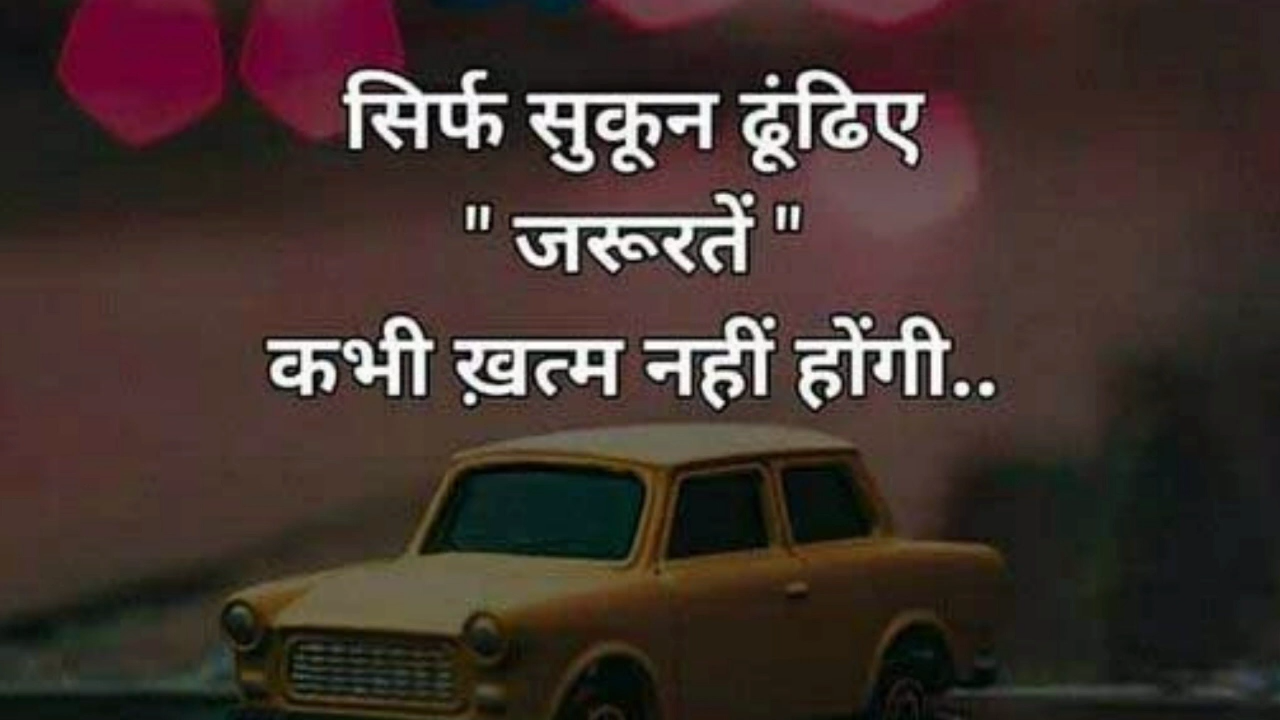 सिर्फ सुकून ढूंढिए
" जरूरतें "
कभी ख़त्म नहीं होंगी..